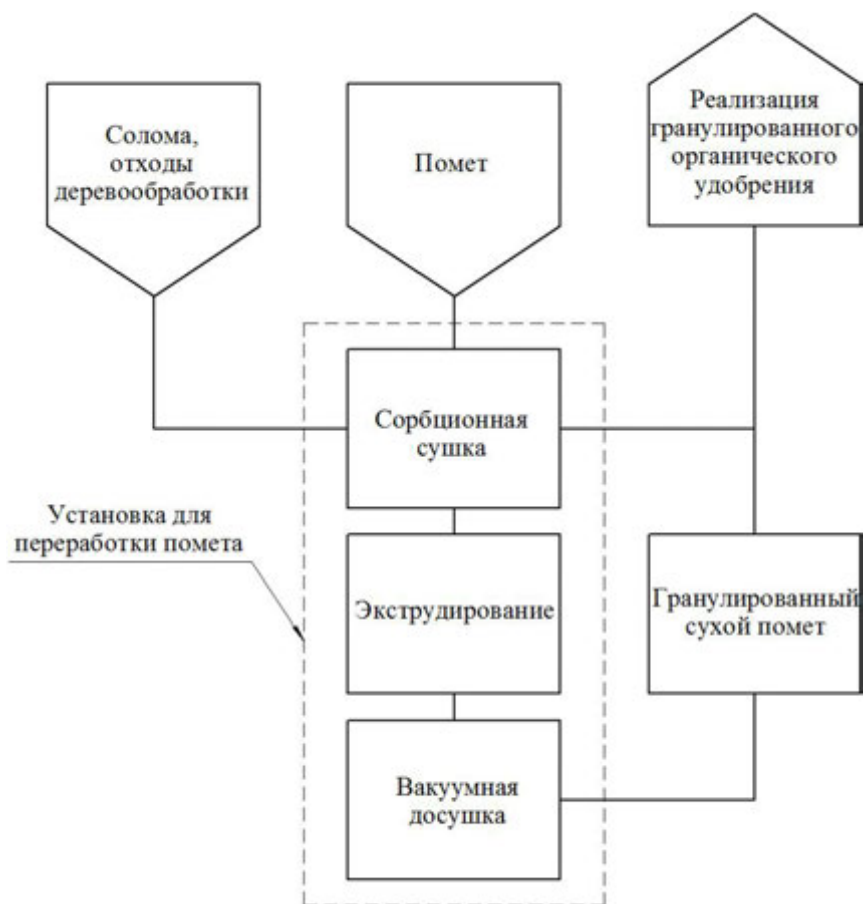 Солома,
отходы
деревообработки
Помет
Реализация
гранулированного
органического
удобрения
Сорбционная
сушка
Установка для
переработки помета
Экструдирование
Гранулированный
сухой помет
Вакуумная
досушка